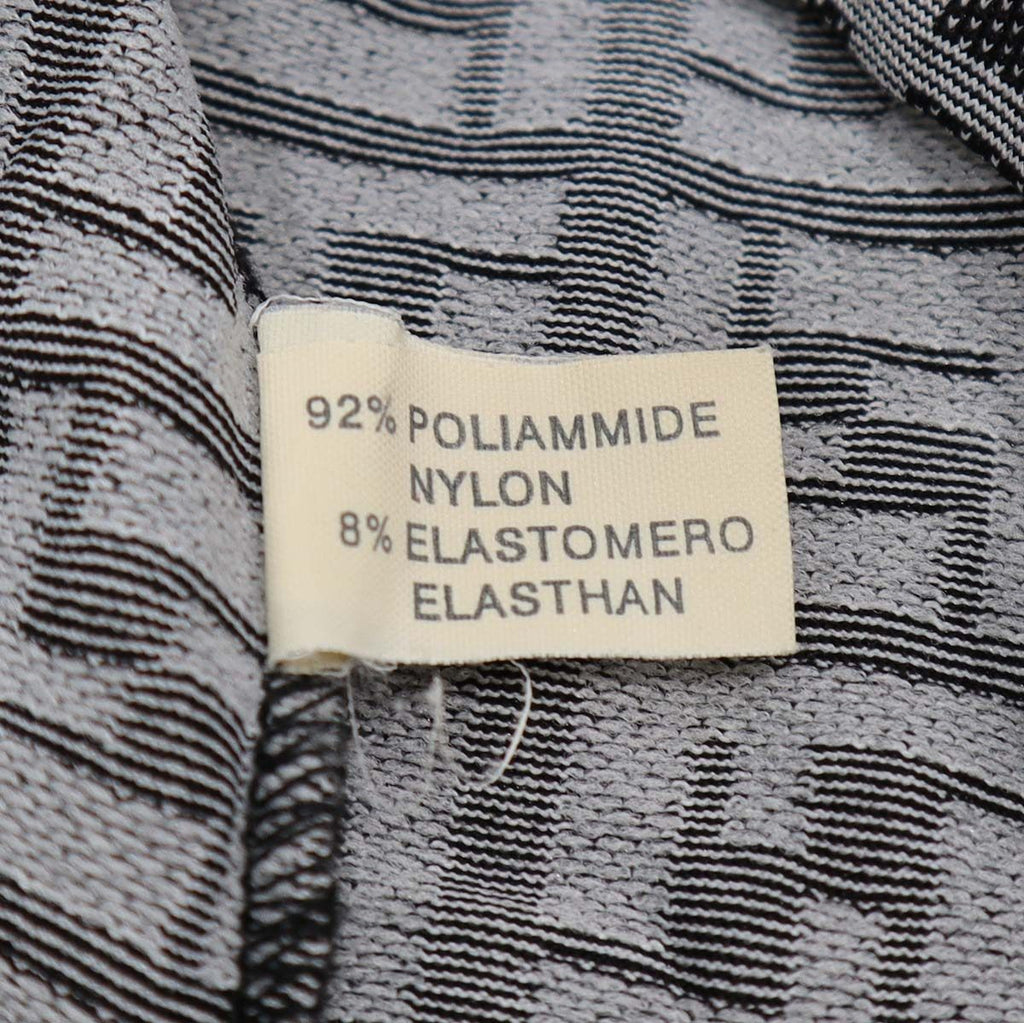 92% POLIAMMIDE
NYLON
8% ELASTOMERO
ELASTHAN